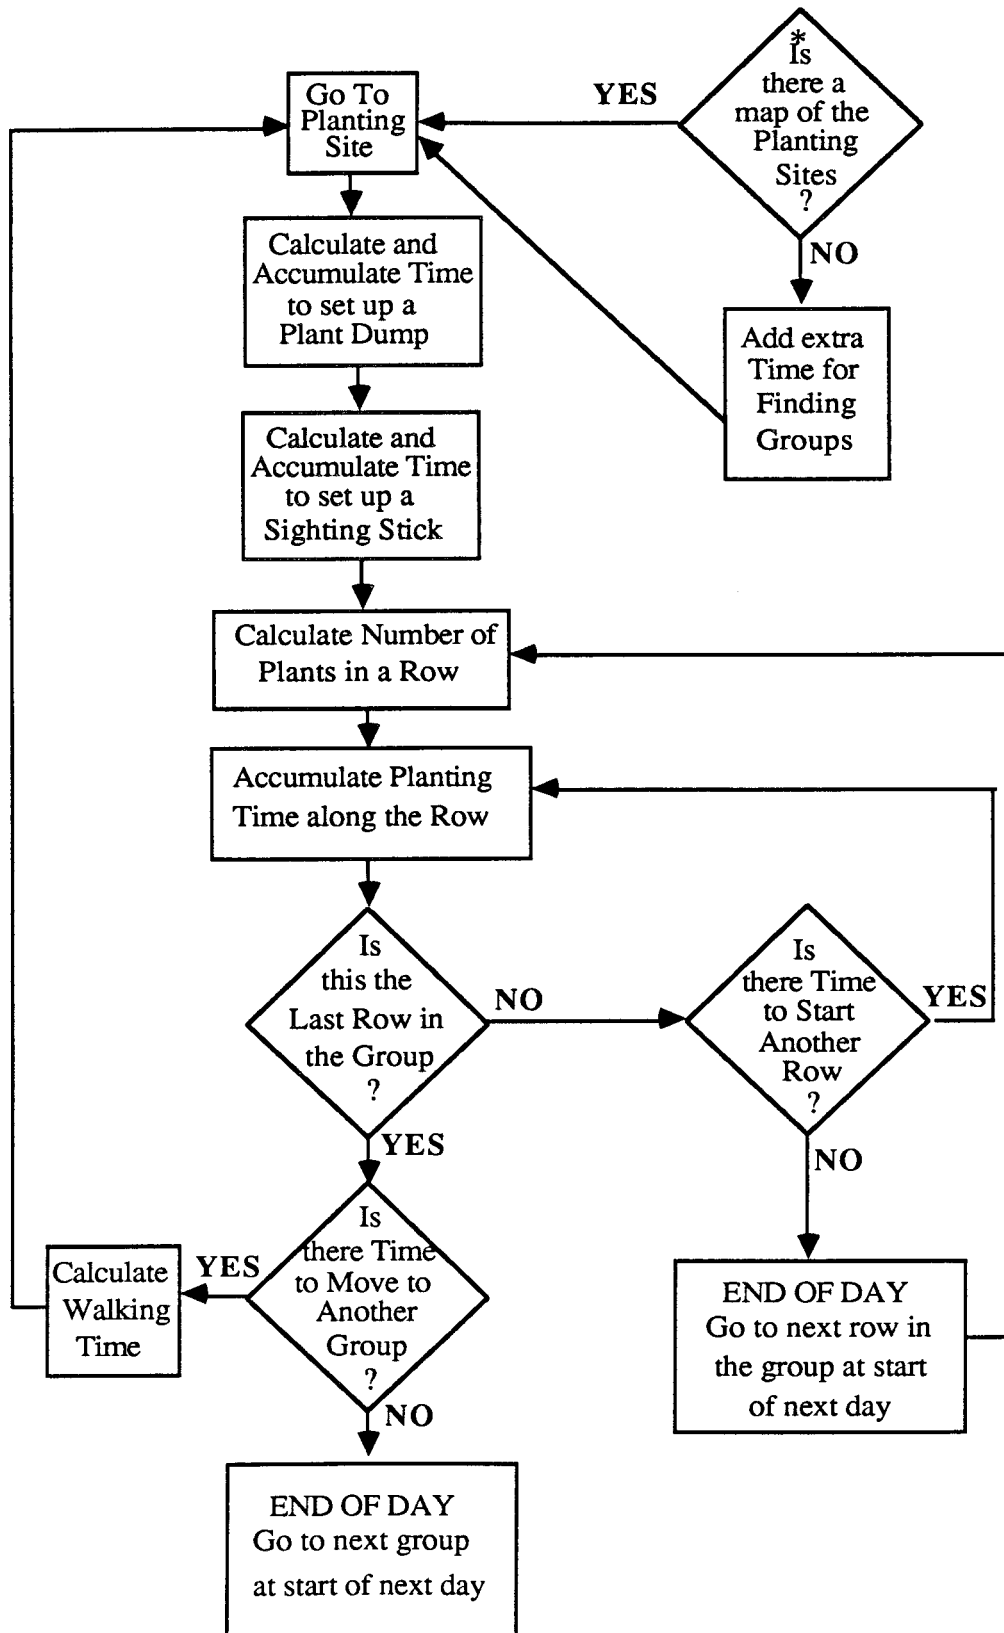 *
Is
there a
map of the
Planting
Sites
?
YES
NO
Go To
Planting
Site
Add extra
Time for
Finding
Groups
Calculate and
Accumulate Time
to set up a
Plant Dump
Calculate and
Accumulate Time
to set up a
Sighting Stick
Calculate Number of
Plants in a Row
Accumulate Planting
Time along the Row
Is
this the
Last Row in
the Group
?
NO
YES
Is
there Time
to Start
Another
Row
?
YES
NO
Is
there Time
to Move to
Another
Group
?
YES
NO
Calculate
Walking
Time
END OF DAY
Go to next row in
the group at start
of next day
END OF DAY
Go to next group
at start of next day